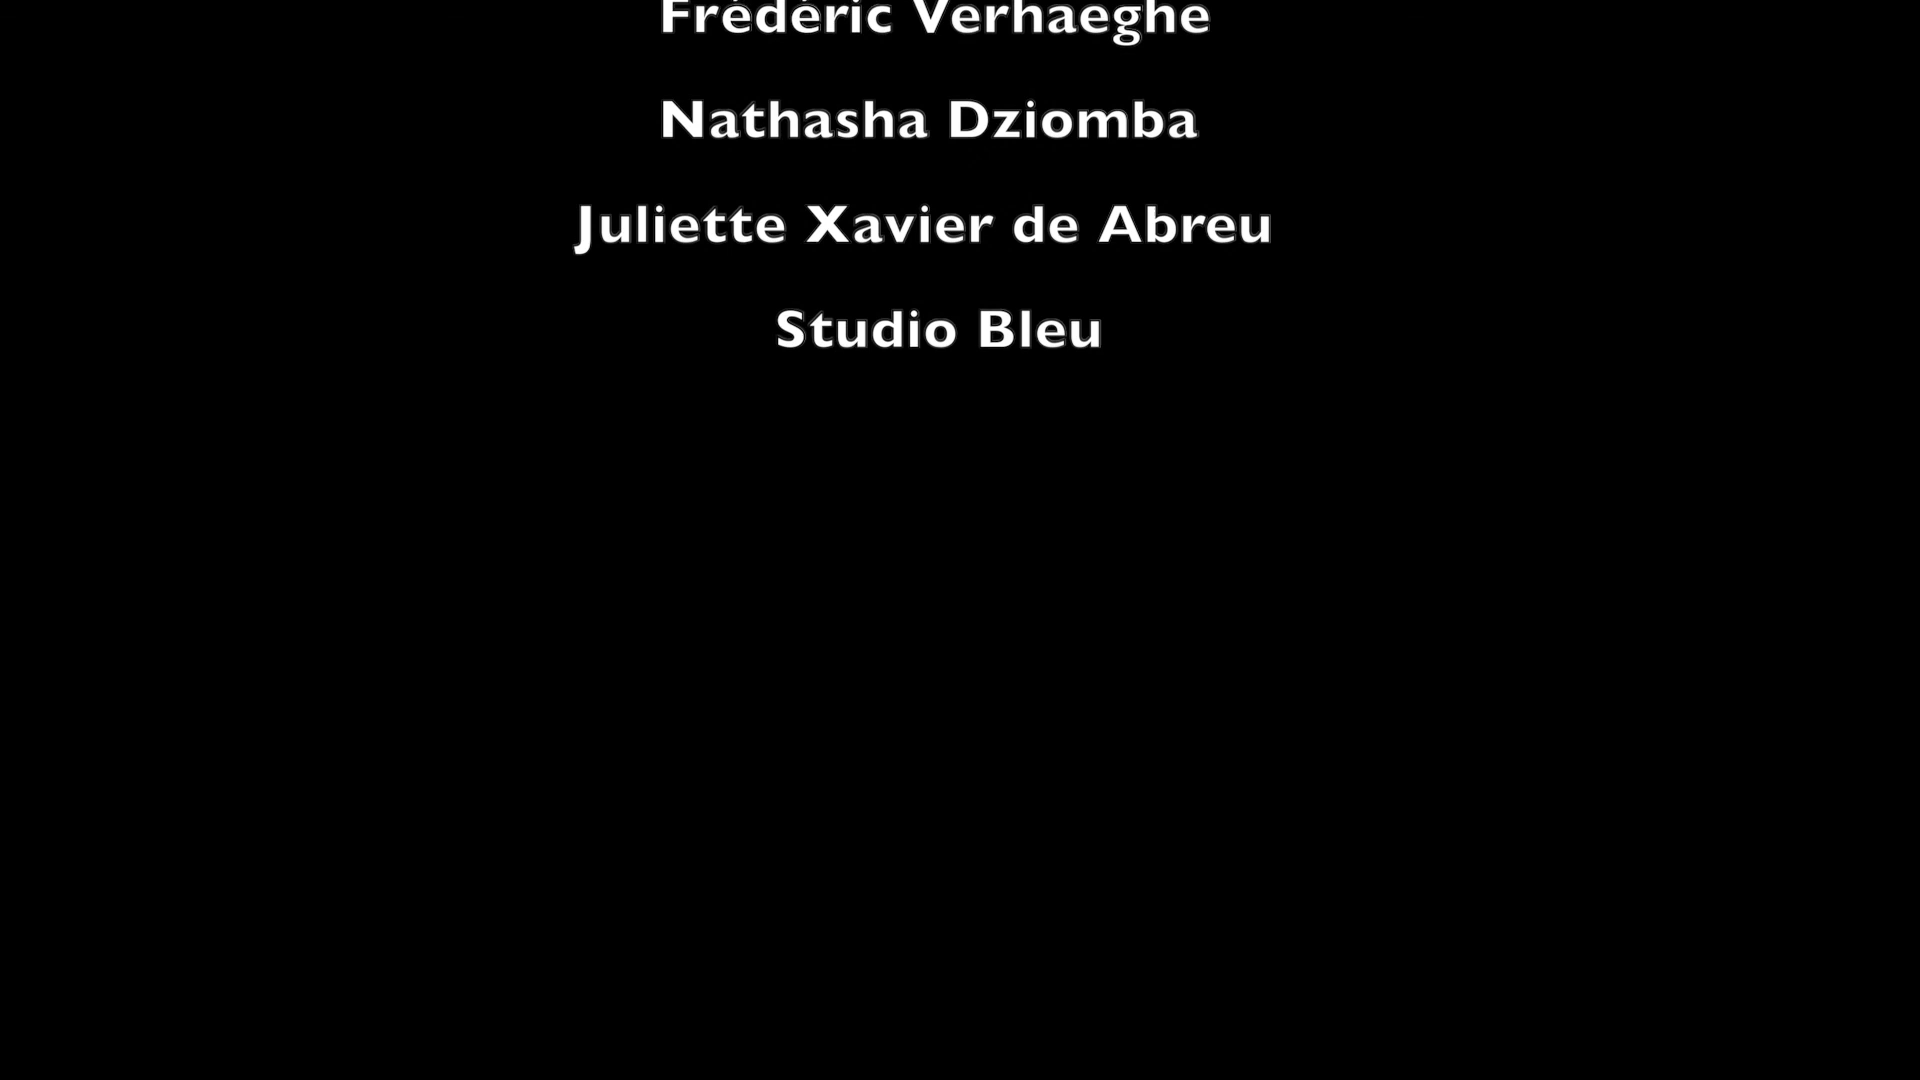 Frédéric Verhaeghe
Nathasha Dziomba
Juliette Xavier de Abreu
Studio Bleu